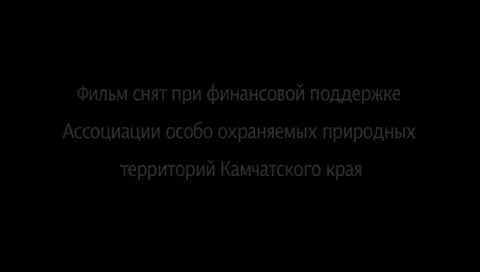 Фильм снят при финансовой поддержке
Ассоциации особо охраняемых природных
территорий Камчатского края